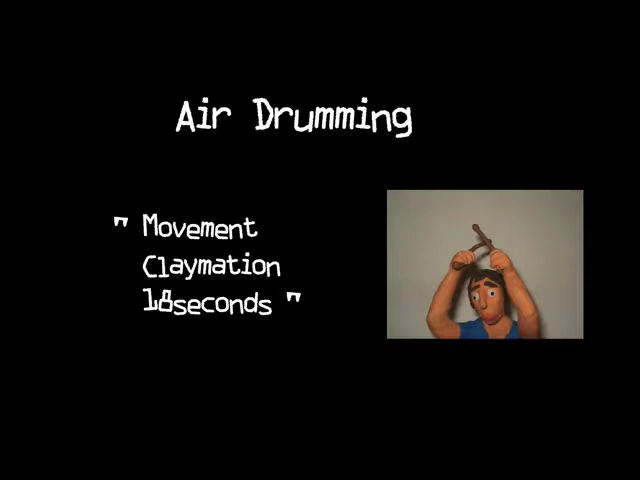 Air Drumming
" Movement
Claymation
18seconds "